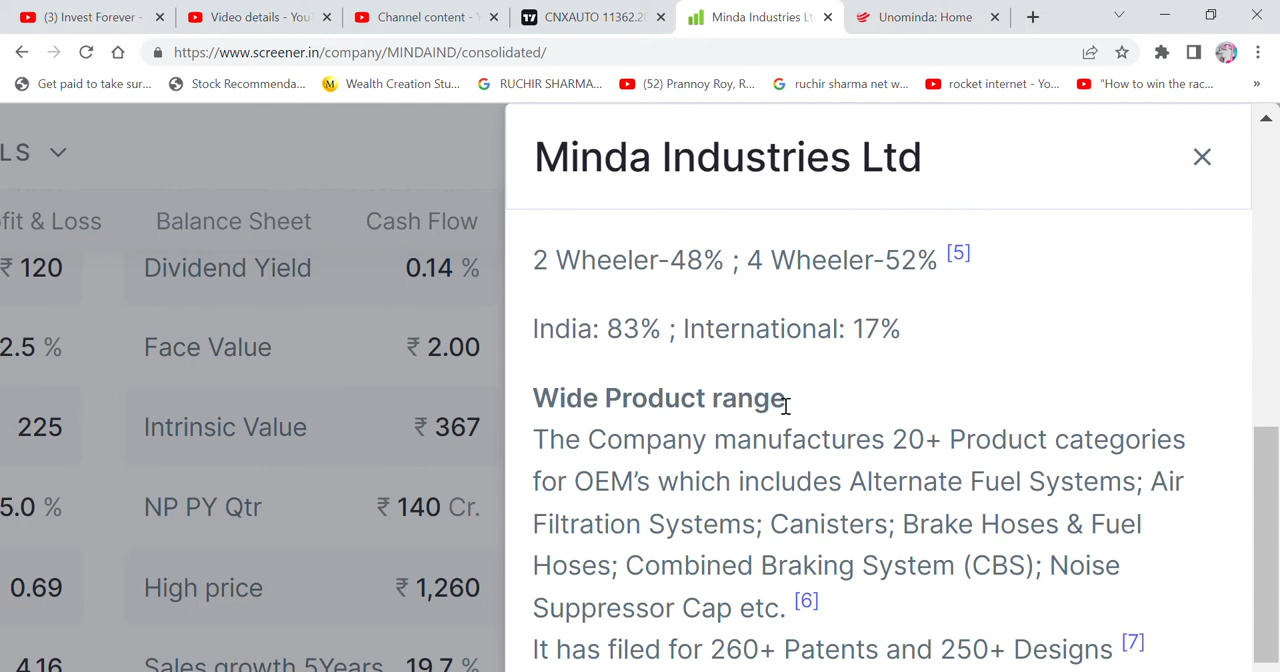 (3) Invest Forever -
Video details - YouT
Channel content -
CNXAUTO 11362.20
Minda Industries Lt
Unominda: Home
https://www.screener.in/company/MINDAIND/consolidated/
Get paid to take sur...
Stock Recommenda...
Wealth Creation Stu...
RUCHIR SHARMA...
(52) Prannoy Roy, R...
ruchir sharma net w...
rocket internet - Yo...
"How to win the rac...
»
LS
fit & Loss
Balance Sheet
Cash Flow
₹ 120
Dividend Yield
0.14 %
2.5 %
Face Value
₹ 2.00
225
Intrinsic Value
₹ 367
5.0 %
NP PY Qtr
₹ 140 Cr.
0.69
High price
₹ 1,260
4.16
Sales growth 5Years
19.7 %
Minda Industries Ltd
2 Wheeler-48% ; 4 Wheeler-52% [5]
India: 83% ; International: 17%
Wide Product range
The Company manufactures 20+ Product categories
for OEM's which includes Alternate Fuel Systems; Air
Filtration Systems; Canisters; Brake Hoses & Fuel
Hoses; Combined Braking System (CBS); Noise
Suppressor Cap etc. [6]
It has filed for 260+ Patents and 250+ Designs [7]